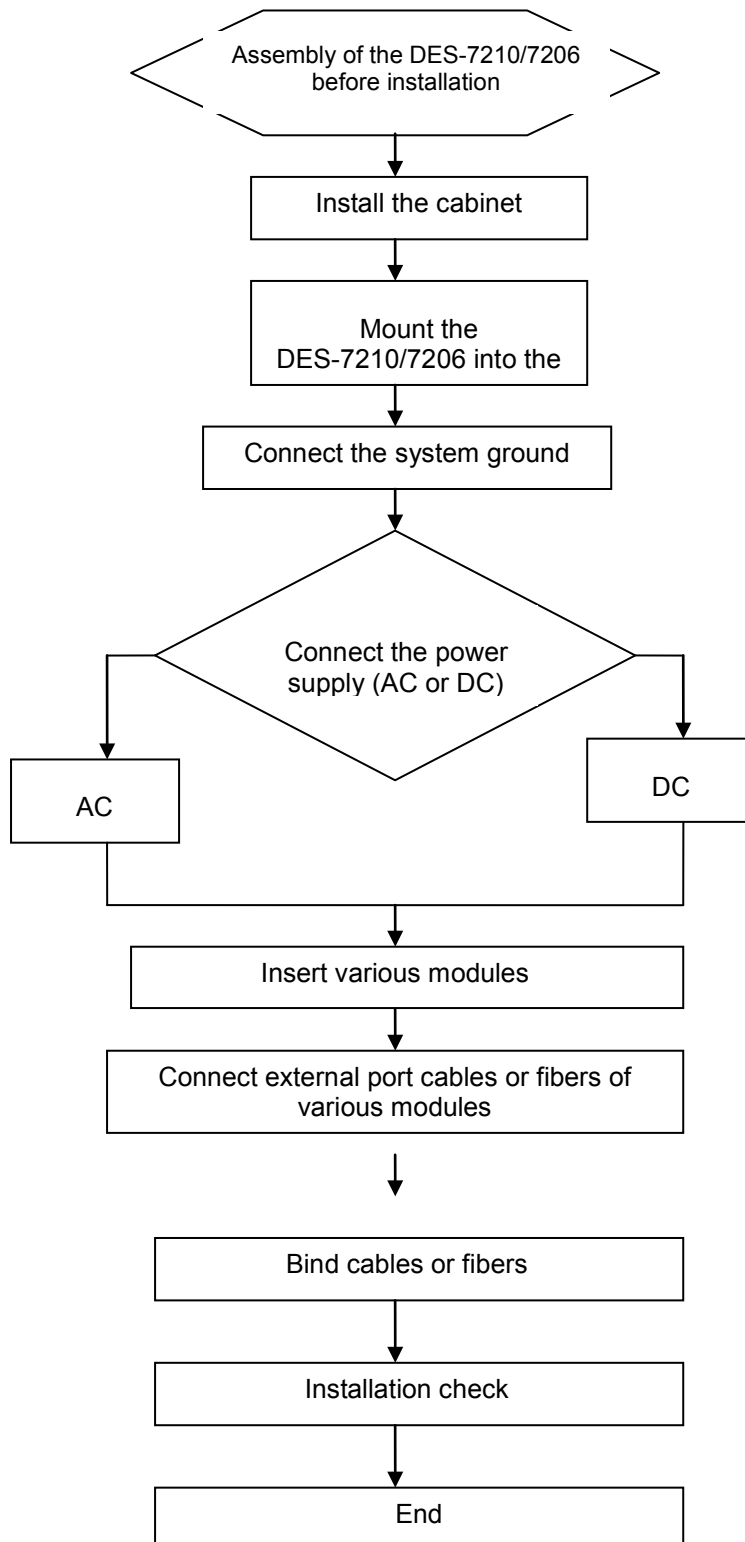 Assembly of the DES-7210/7206
before installation
Install the cabinet
Mount the
DES-7210/7206 into the
Connect the system ground
Connect the power
supply (AC or DC)
AC
DC
Insert various modules
Connect external port cables or fibers of
various modules
Bind cables or fibers
Installation check
End